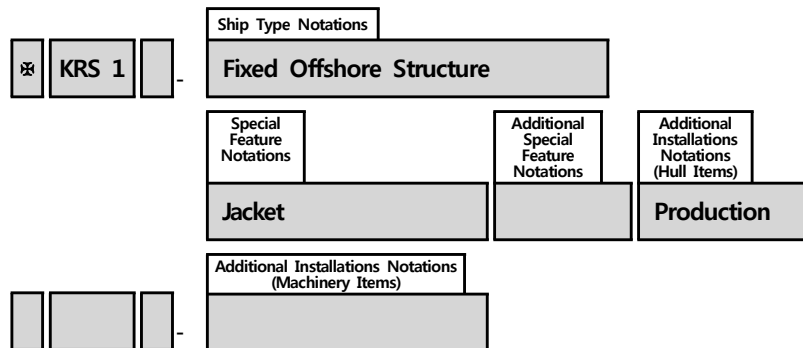 Ship Type Notations
✠ KRS 1 - Fixed Offshore Structure
Special
Feature
Notations
Additional
Special
Feature
Notations
Additional
Installations
Notations
(Hull Items)
Jacket
Production
Additional Installations Notations
(Machinery Items)
-